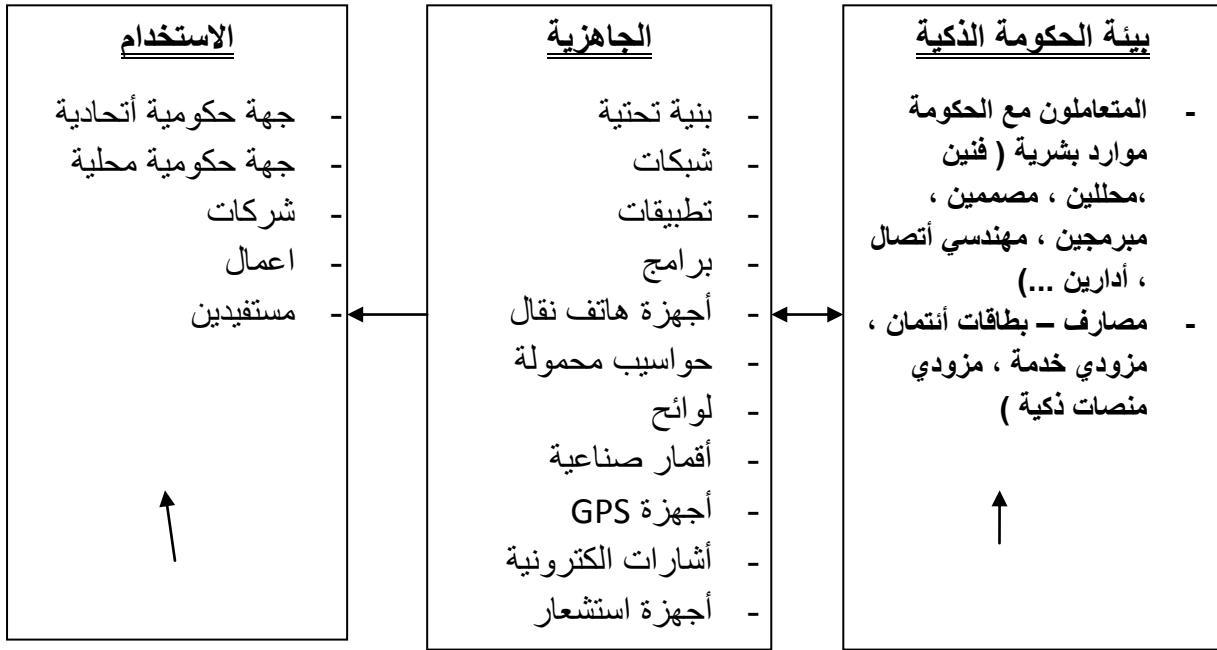 بيئة الحكومة الذكية
- المتعاملون مع الحكومة
موارد بشرية ( فنين
،محللين ، مصممين ،
مبرمجين ، مهندسي أتصال
، أدارين ...)
- مصارف – بطاقات أئتمان ،
مزودي خدمة ، مزودي
منصات ذكية )
الجاهزية
- بنية تحتية
- شبكات
- تطبيقات
- برامج
- أجهزة هاتف نقال
- حواسيب محمولة
- لوائح
- أقمار صناعية
- أجهزة GPS
- أشارات الكترونية
- أجهزة استشعار
الاستخدام
- جهة حكومية أتحادية
- جهة حكومية محلية
- شركات
- اعمال
- مستفيدين